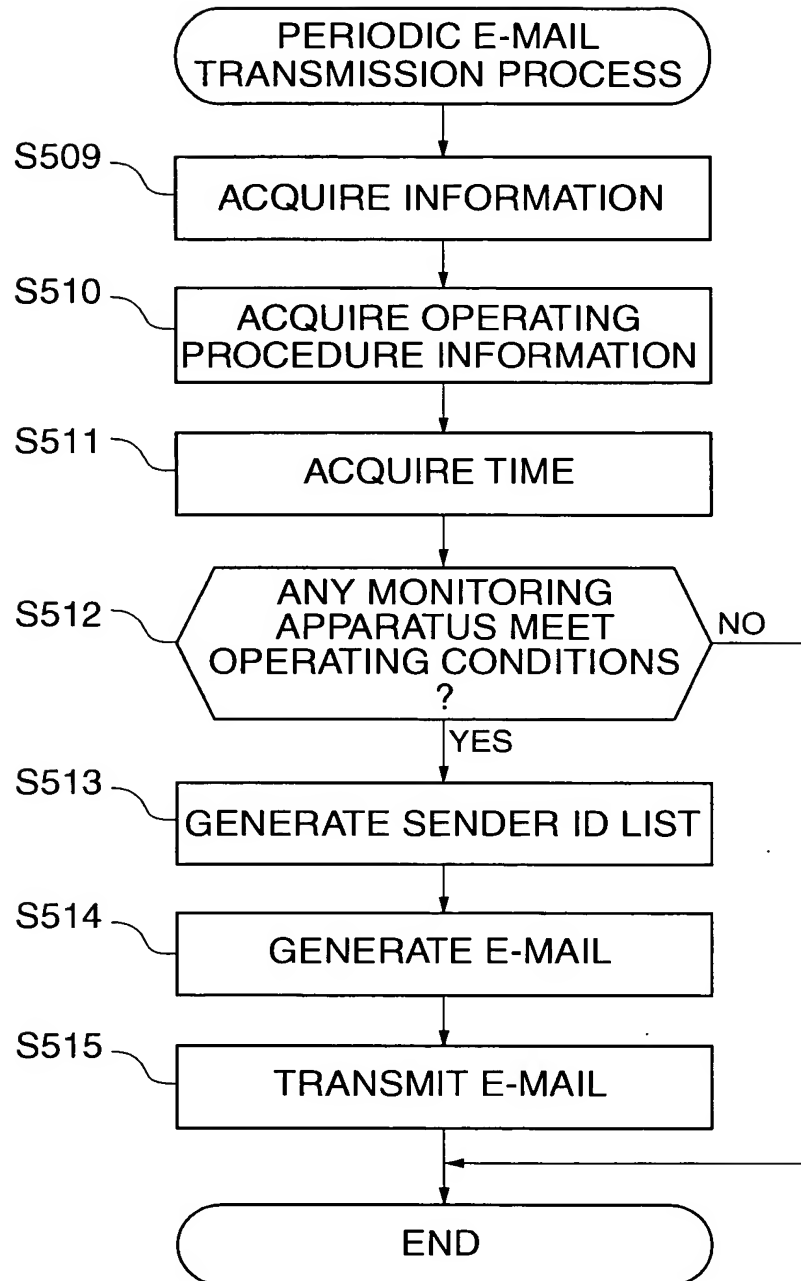 PERIODIC E-MAIL
TRANSMISSION PROCESS
S509
ACQUIRE INFORMATION
S510
ACQUIRE OPERATING
PROCEDURE INFORMATION
S511
ACQUIRE TIME
S512
ANY MONITORING
APPARATUS MEET
OPERATING CONDITIONS
?
NO
YES
S513
GENERATE SENDER ID LIST
S514
GENERATE E-MAIL
S515
TRANSMIT E-MAIL
END